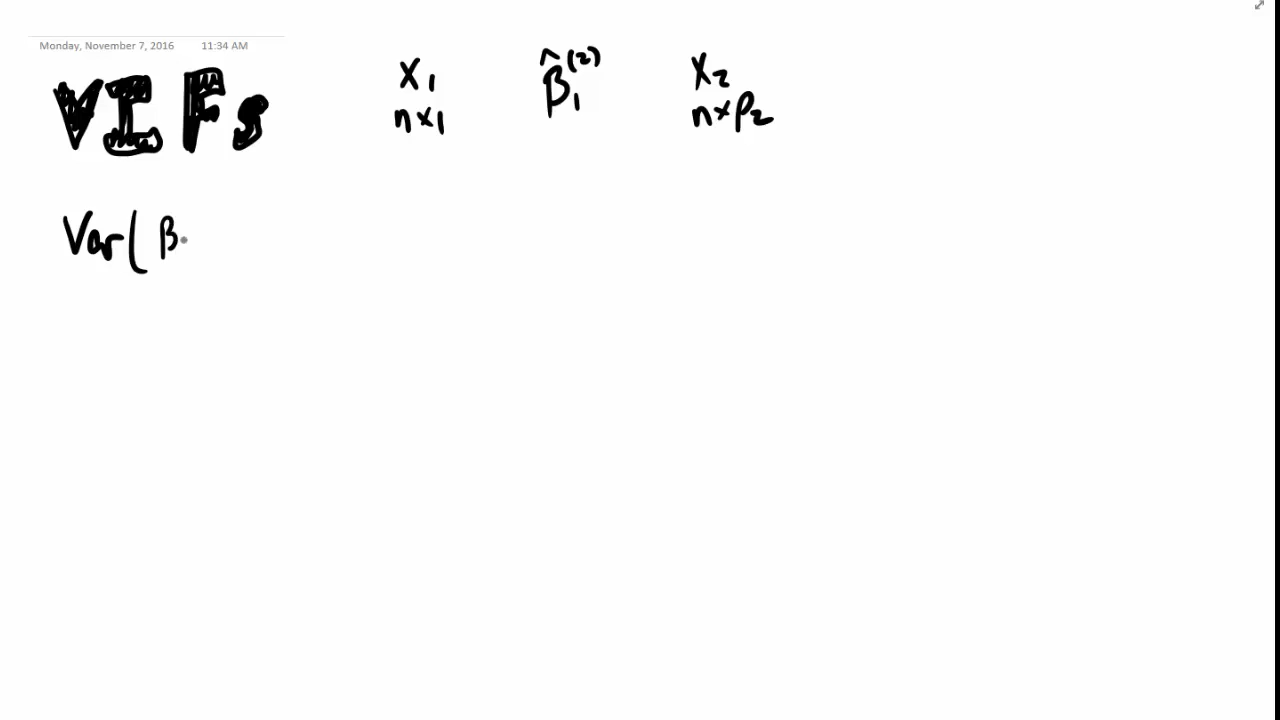 Monday, November 7, 2016 11:34 AM
VIFs
X₁ β̂₁⁽²⁾ X₂
n×1 n×p₂
Var( β